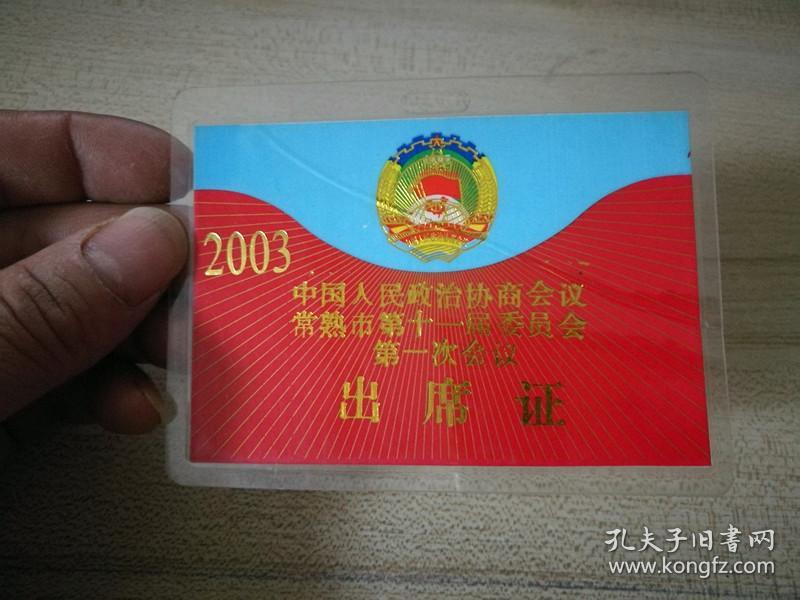 2003
中国人民政治协商会议
常熟市第十一届委员会
第一次会议
出席证
孔夫子旧書网
www.kongfz.com